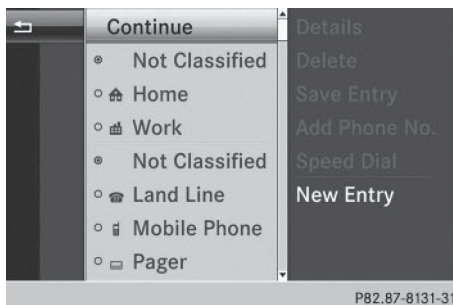 Continue
Not Classified
Home
Work
Not Classified
Land Line
Mobile Phone
Pager
Details
Delete
Save Entry
Add Phone No.
Speed Dial
New Entry
P82.87-8131-31